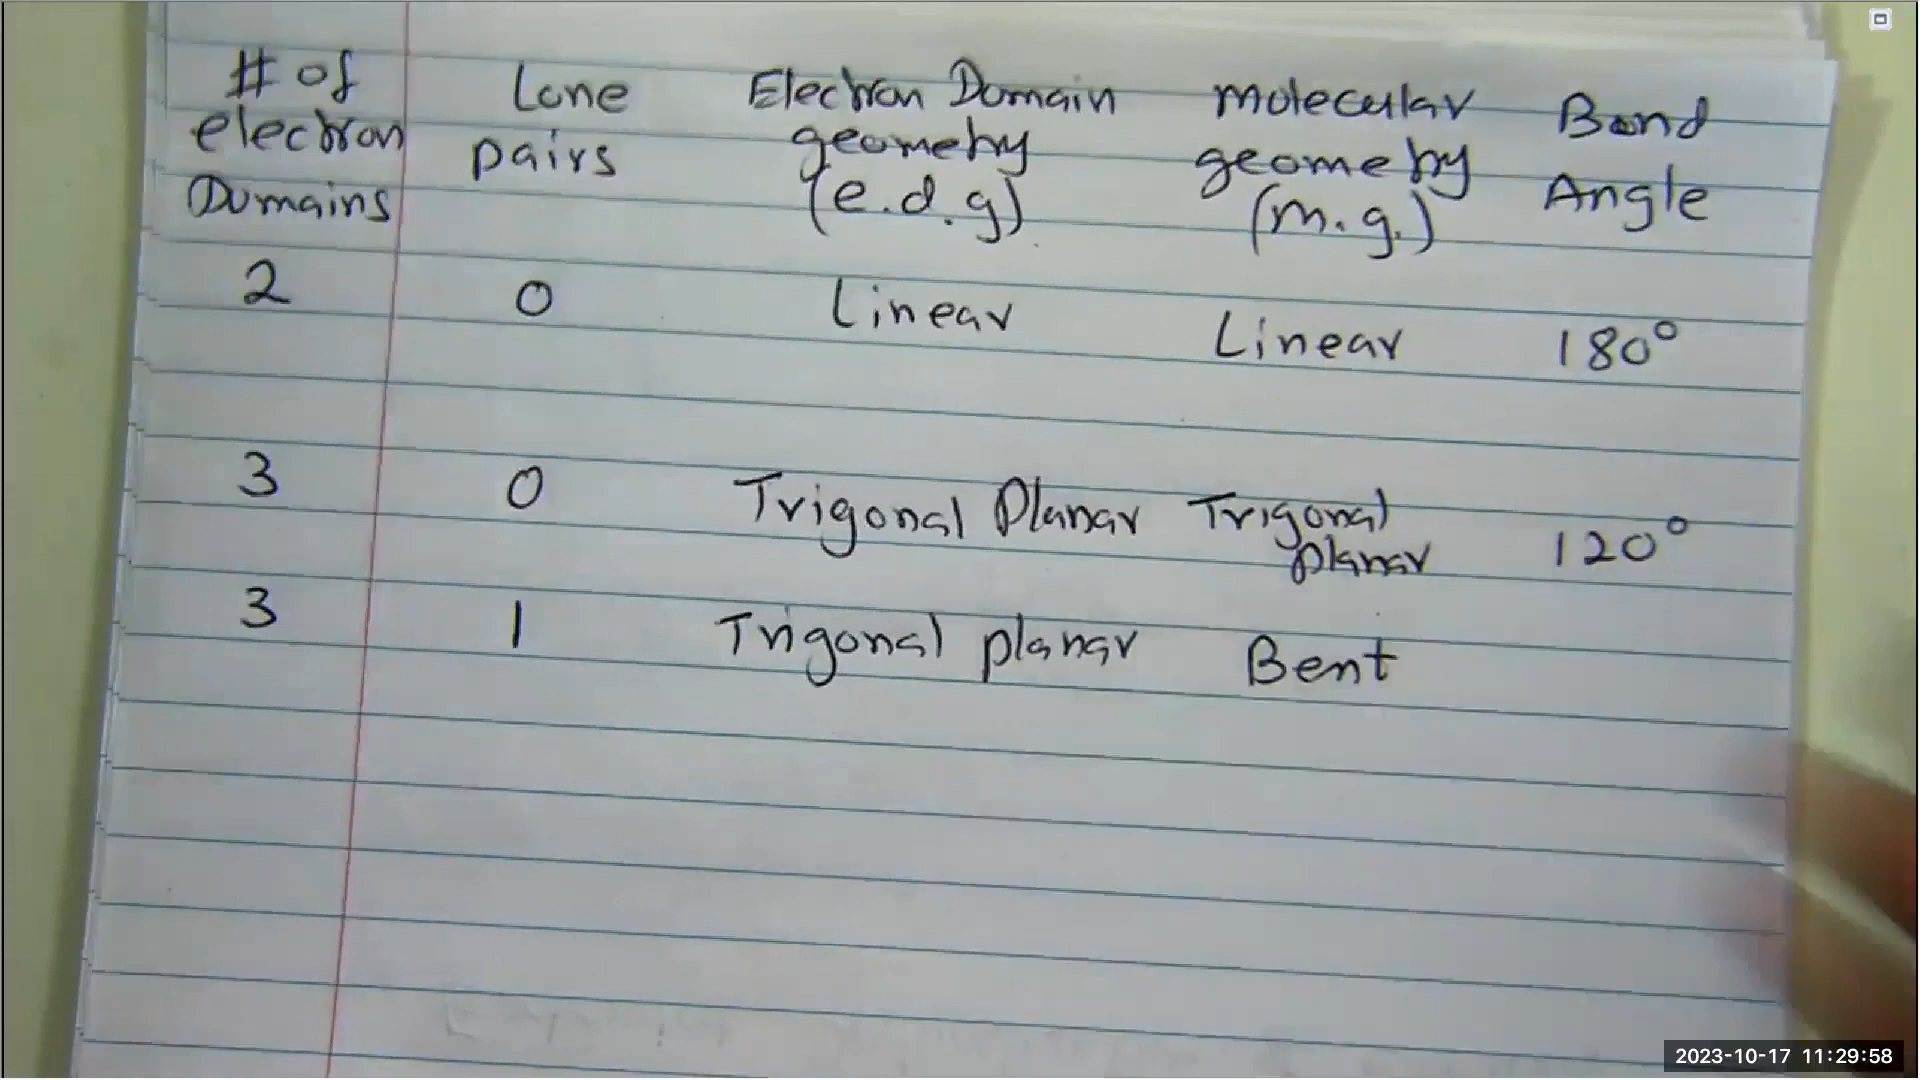 # of Lone Electron Domain Molecular Bond
electron pairs geometry geometry Angle
Domains (e.d.g) (m.g.)
2 0 Linear Linear 180°
3 0 Trigonal Planar Trigonal planar 120°
3 1 Trigonal planar Bent
2023-10-17 11:29:58